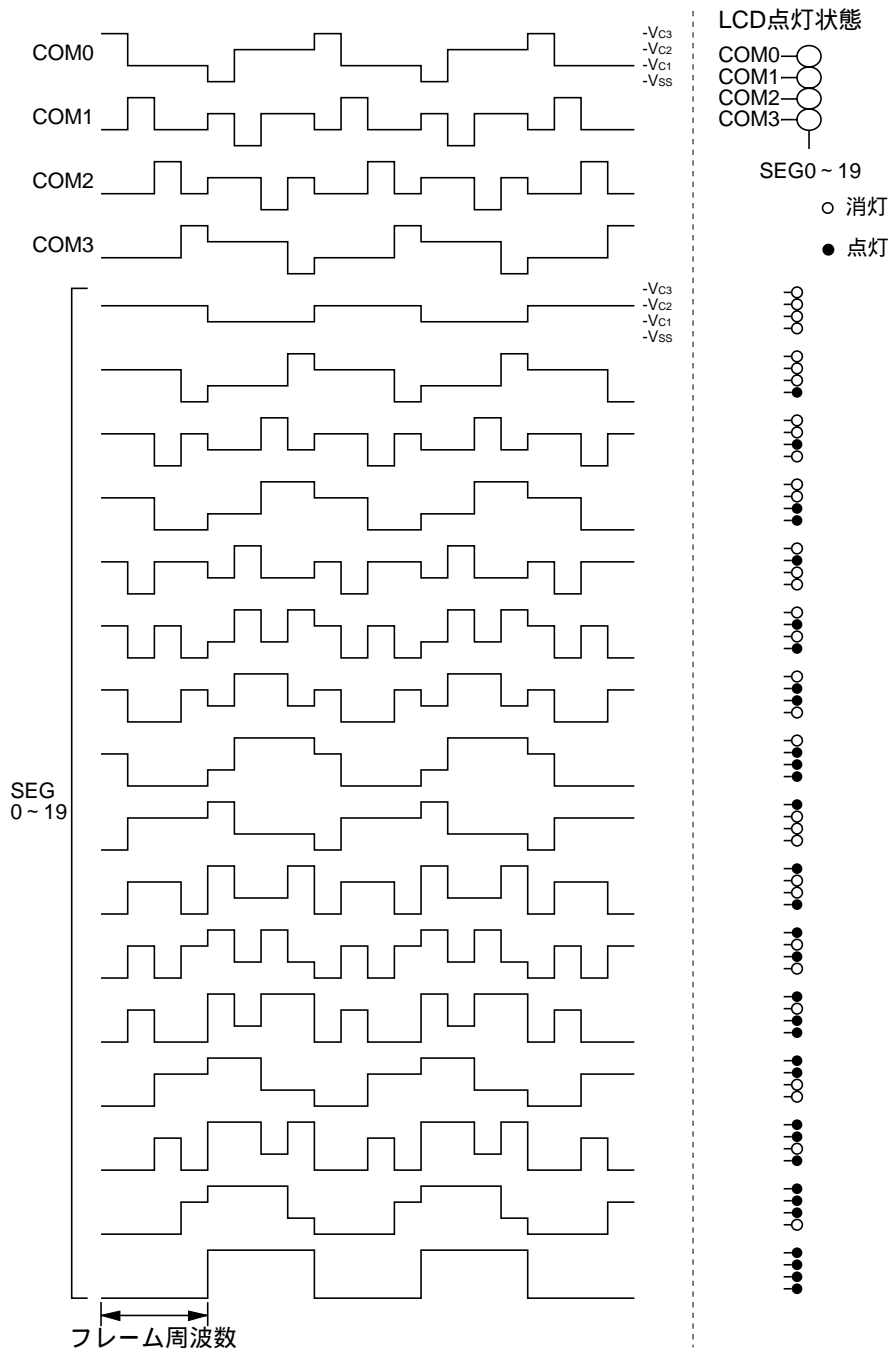 LCD点灯状態
COM0
-VC3
-VC2
-VC1
-VSS
COM0
COM1
COM2
COM3
COM1
COM2
SEG0 ~ 19
消灯
COM3
点灯
-VC3
-VC2
-VC1
-VSS
SEG
0 ~ 19
フレーム周波数